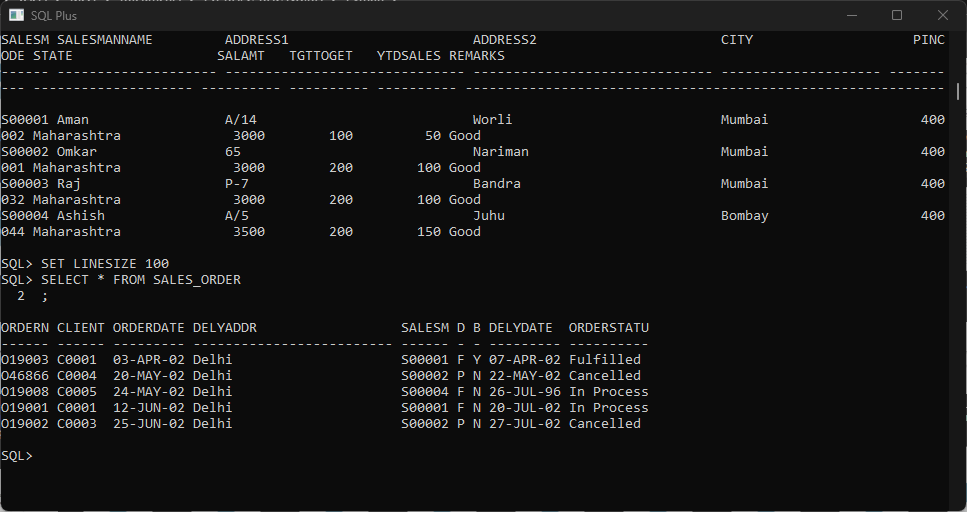 SQL Plus
SALESM SALESMANNAME         ADDRESS1                       ADDRESS2                       CITY                    PINC
ODE STATE                  SALAMT   TGTTOGET   YTDSALES REMARKS
------ -------------------- ------------------------------ ------------------------------ -------------------- -------
--- -------------------- ---------- ---------- ---------- ------------------------------------------------------------
S00001 Aman                 A/14                           Worli                          Mumbai                   400
002 Maharashtra              3000        100         50 Good
S00002 Omkar                65                             Nariman                        Mumbai                   400
001 Maharashtra              3000        200        100 Good
S00003 Raj                  P-7                            Bandra                         Mumbai                   400
032 Maharashtra              3000        200        100 Good
S00004 Ashish               A/5                            Juhu                           Bombay                   400
044 Maharashtra              3500        200        150 Good
SQL> SET LINESIZE 100
SQL> SELECT * FROM SALES_ORDER
  2  ;
ORDERN CLIENT ORDERDATE DELYADDR                  SALESM D B DELYDATE  ORDERSTATU
------ ------ --------- ------------------------- ------ - - --------- ----------
O19003 C0001  03-APR-02 Delhi                     S00001 F Y 07-APR-02 Fulfilled
O46866 C0004  20-MAY-02 Delhi                     S00002 P N 22-MAY-02 Cancelled
O19008 C0005  24-MAY-02 Delhi                     S00004 F N 26-JUL-96 In Process
O19001 C0001  12-JUN-02 Delhi                     S00001 F N 20-JUL-02 In Process
O19002 C0003  25-JUN-02 Delhi                     S00002 P N 27-JUL-02 Cancelled
SQL>